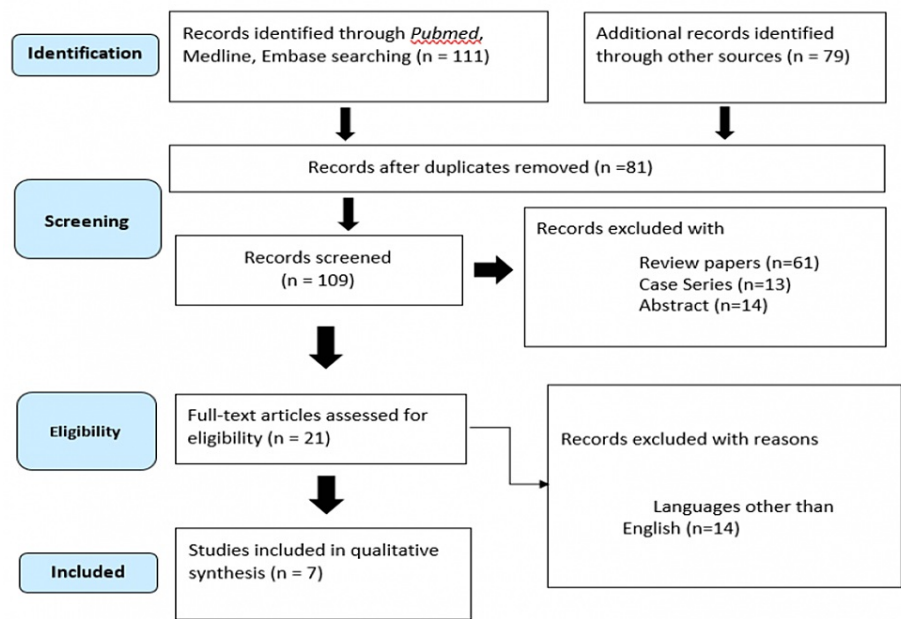 Identification
Records identified through Pubmed,
Medline, Embase searching (n = 111)
Additional records identified
through other sources (n = 79)
Records after duplicates removed (n =81)
Screening
Records screened
(n = 109)
Records excluded with
Review papers (n=61)
Case Series (n=13)
Abstract (n=14)
Eligibility
Full-text articles assessed for
eligibility (n = 21)
Records excluded with reasons
Languages other than
English (n=14)
Included
Studies included in qualitative
synthesis (n = 7)